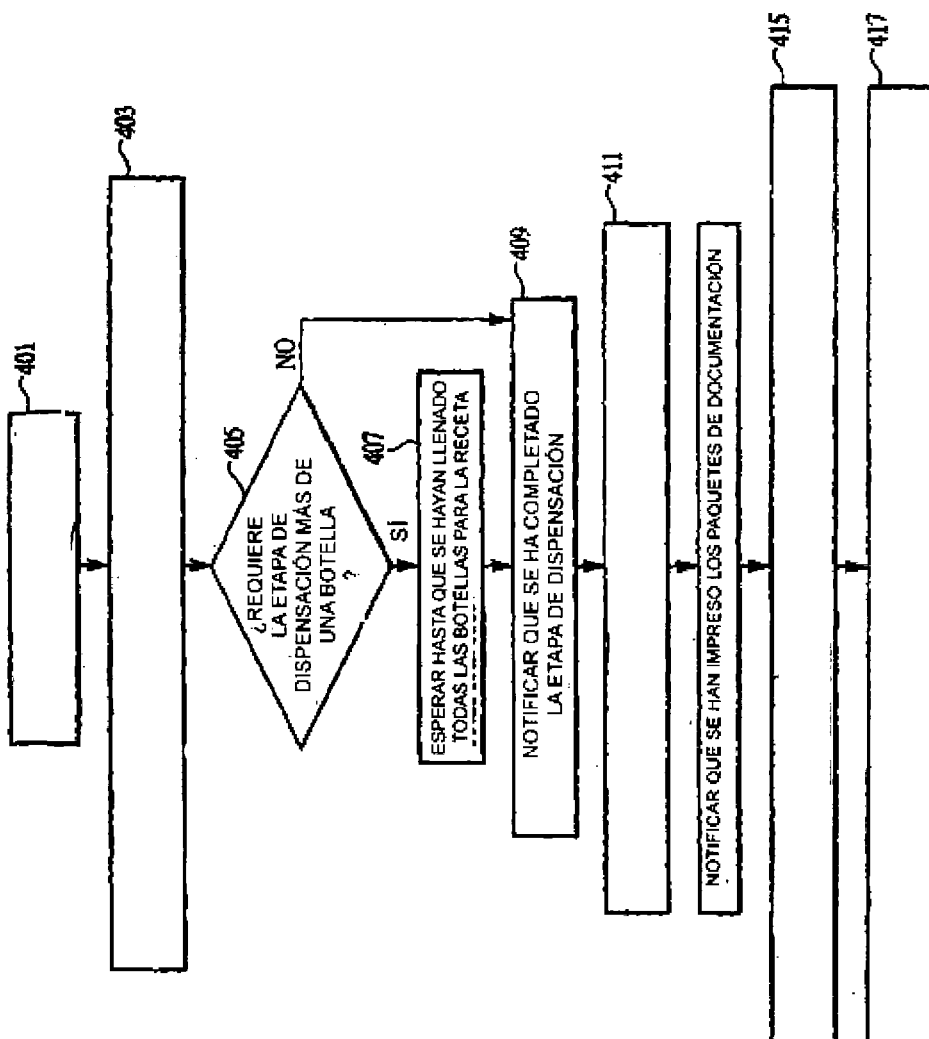 401
403
405
¿REQUIERE
LA ETAPA DE
DISPENSACIÓN MÁS DE
UNA BOTELLA
?
NO
SÍ
407
ESPERAR HASTA QUE SE HAYAN LLENADO
TODAS LAS BOTELLAS PARA LA RECETA
409
NOTIFICAR QUE SE HA COMPLETADO
LA ETAPA DE DISPENSACIÓN
411
NOTIFICAR QUE SE HAN IMPRESO LOS PAQUETES DE DOCUMENTACIÓN
415
417